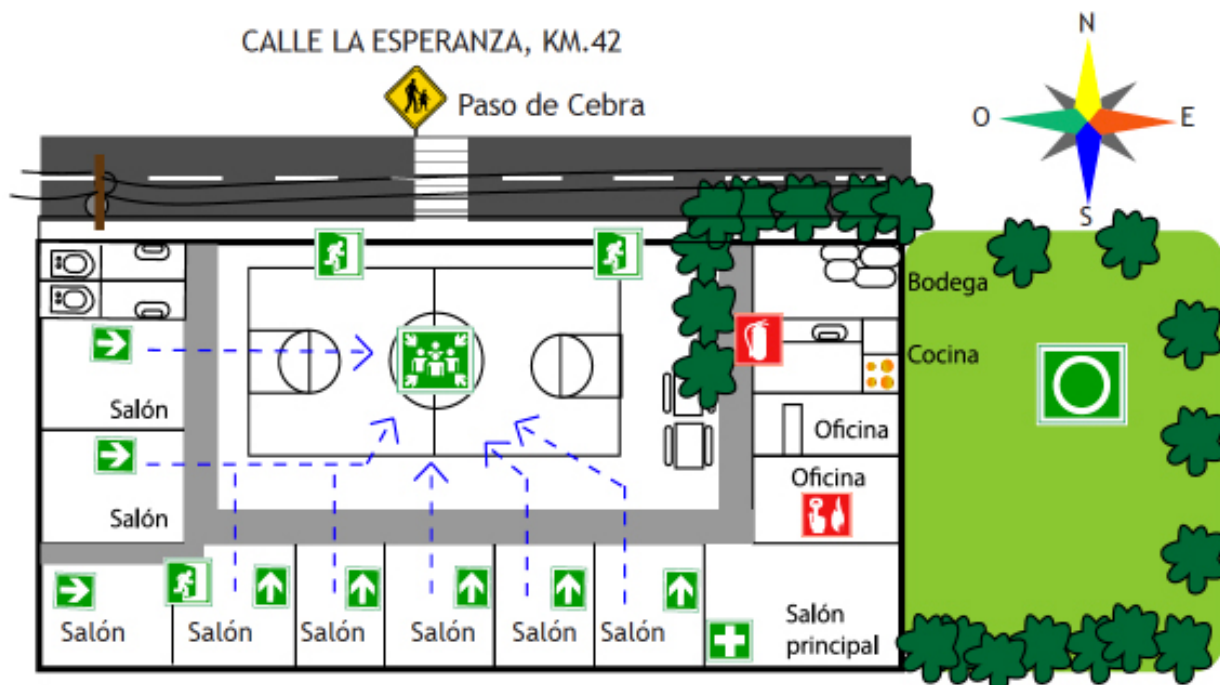 CALLE LA ESPERANZA, KM.42
Paso de Cebra
N
O
E
S
Bodega
Cocina
Salón
Oficina
Oficina
Salón
Salón
Salón
Salón
Salón
Salón
Salón
Salón
principal